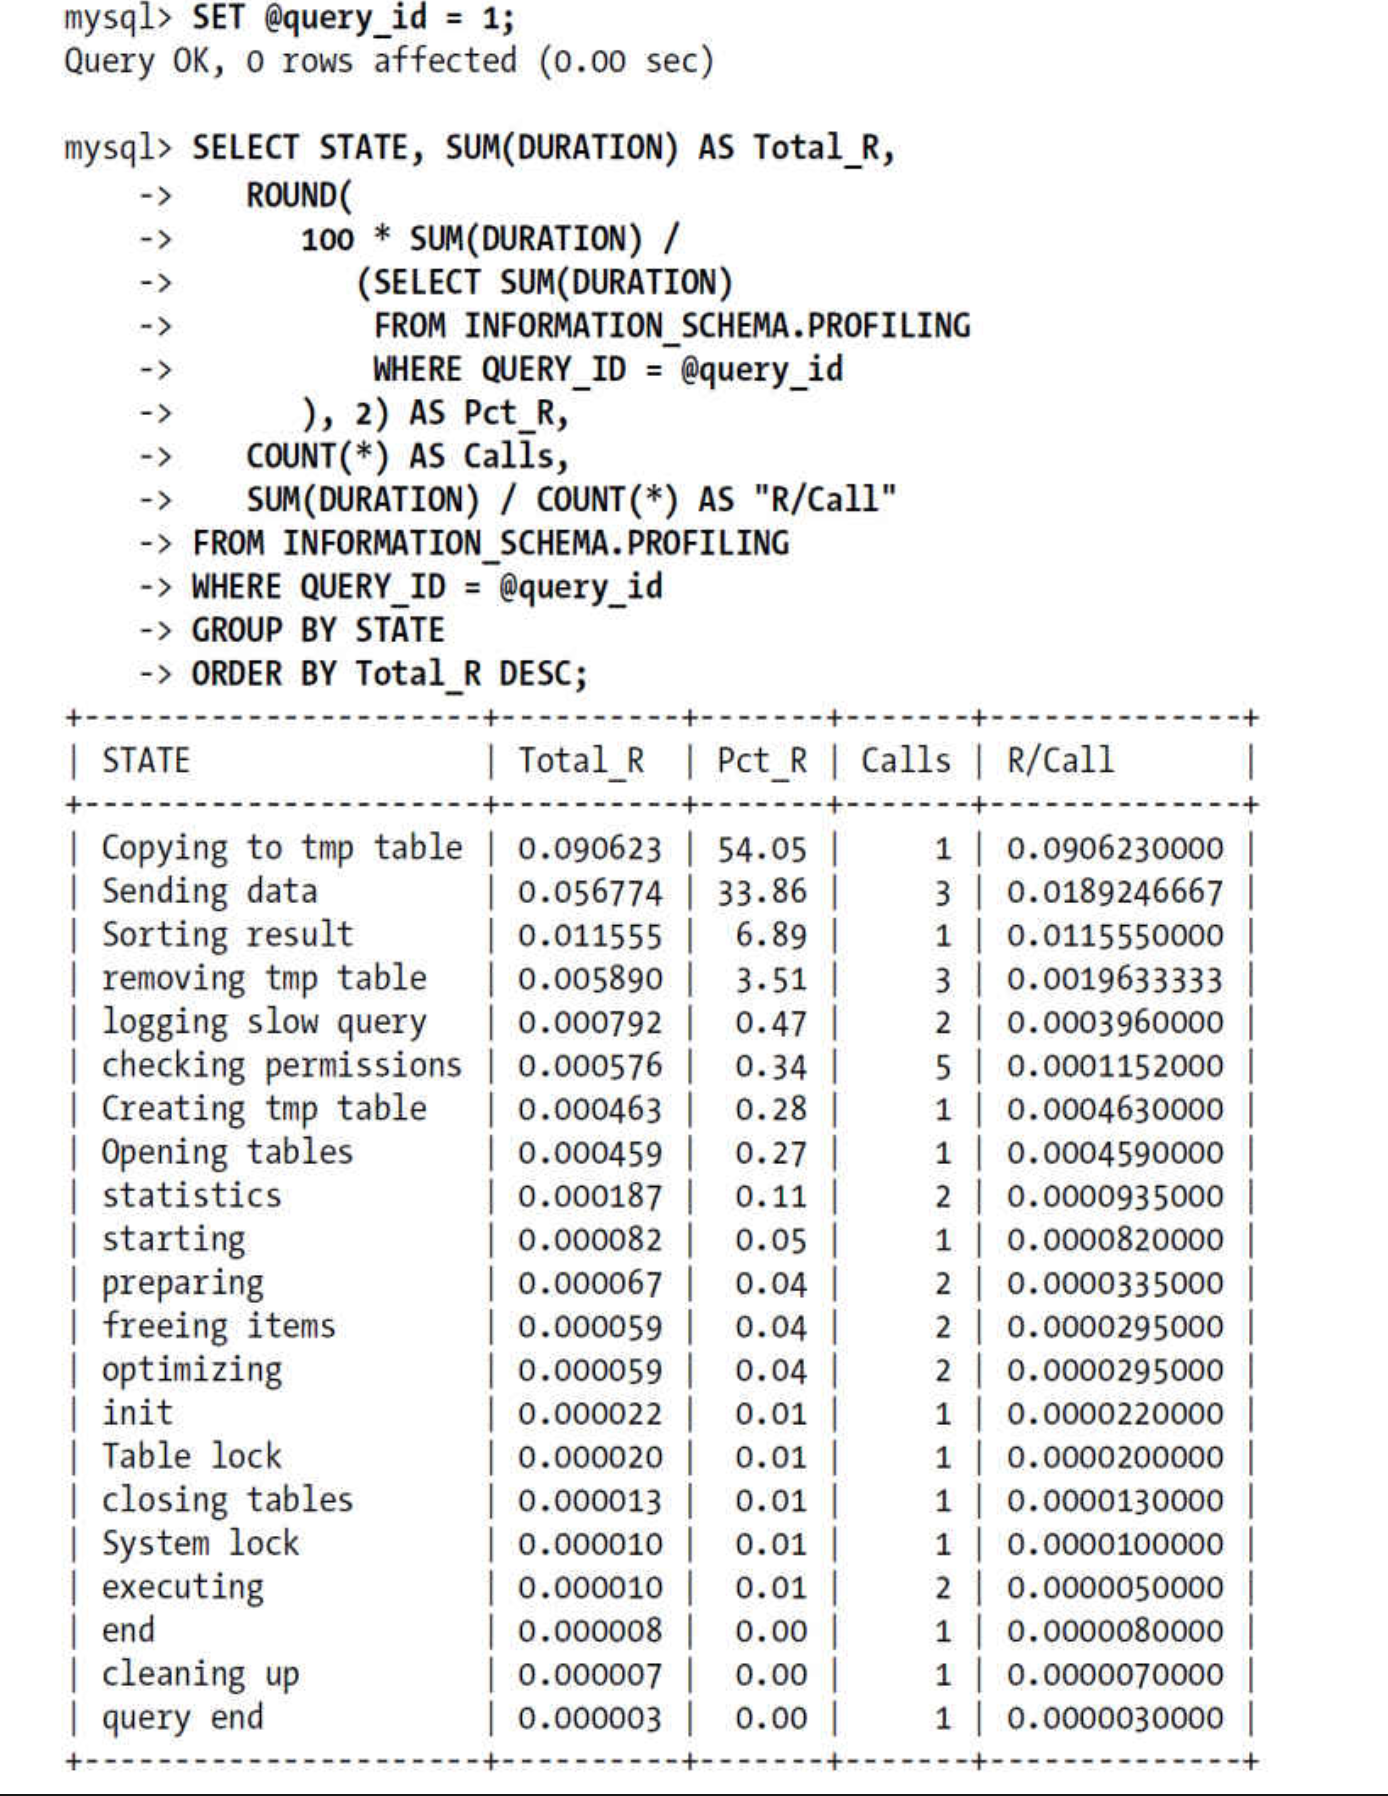 mysql> SET @query_id = 1;
Query OK, 0 rows affected (0.00 sec)
mysql> SELECT STATE, SUM(DURATION) AS Total_R,
    ->    ROUND(
    ->       100 * SUM(DURATION) /
    ->          (SELECT SUM(DURATION)
    ->           FROM INFORMATION_SCHEMA.PROFILING
    ->           WHERE QUERY_ID = @query_id
    ->       ), 2) AS Pct_R,
    ->    COUNT(*) AS Calls,
    ->    SUM(DURATION) / COUNT(*) AS "R/Call"
    -> FROM INFORMATION_SCHEMA.PROFILING
    -> WHERE QUERY_ID = @query_id
    -> GROUP BY STATE
    -> ORDER BY Total_R DESC;
+----------------------+----------+-------+-------+--------------+
| STATE                | Total_R  | Pct_R | Calls | R/Call       |
+----------------------+----------+-------+-------+--------------+
| Copying to tmp table | 0.090623 | 54.05 |     1 | 0.0906230000 |
| Sending data         | 0.056774 | 33.86 |     3 | 0.0189246667 |
| Sorting result       | 0.011555 |  6.89 |     1 | 0.0115550000 |
| removing tmp table   | 0.005890 |  3.51 |     3 | 0.0019633333 |
| logging slow query   | 0.000792 |  0.47 |     2 | 0.0003960000 |
| checking permissions | 0.000576 |  0.34 |     5 | 0.0001152000 |
| Creating tmp table   | 0.000463 |  0.28 |     1 | 0.0004630000 |
| Opening tables       | 0.000459 |  0.27 |     1 | 0.0004590000 |
| statistics           | 0.000187 |  0.11 |     2 | 0.0000935000 |
| starting             | 0.000082 |  0.05 |     1 | 0.0000820000 |
| preparing            | 0.000067 |  0.04 |     2 | 0.0000335000 |
| freeing items        | 0.000059 |  0.04 |     2 | 0.0000295000 |
| optimizing           | 0.000059 |  0.04 |     2 | 0.0000295000 |
| init                 | 0.000022 |  0.01 |     1 | 0.0000220000 |
| Table lock           | 0.000020 |  0.01 |     1 | 0.0000200000 |
| closing tables       | 0.000013 |  0.01 |     1 | 0.0000130000 |
| System lock          | 0.000010 |  0.01 |     1 | 0.0000100000 |
| executing            | 0.000010 |  0.01 |     2 | 0.0000050000 |
| end                  | 0.000008 |  0.00 |     1 | 0.0000080000 |
| cleaning up          | 0.000007 |  0.00 |     1 | 0.0000070000 |
| query end            | 0.000003 |  0.00 |     1 | 0.0000030000 |
+----------------------+----------+-------+-------+--------------+